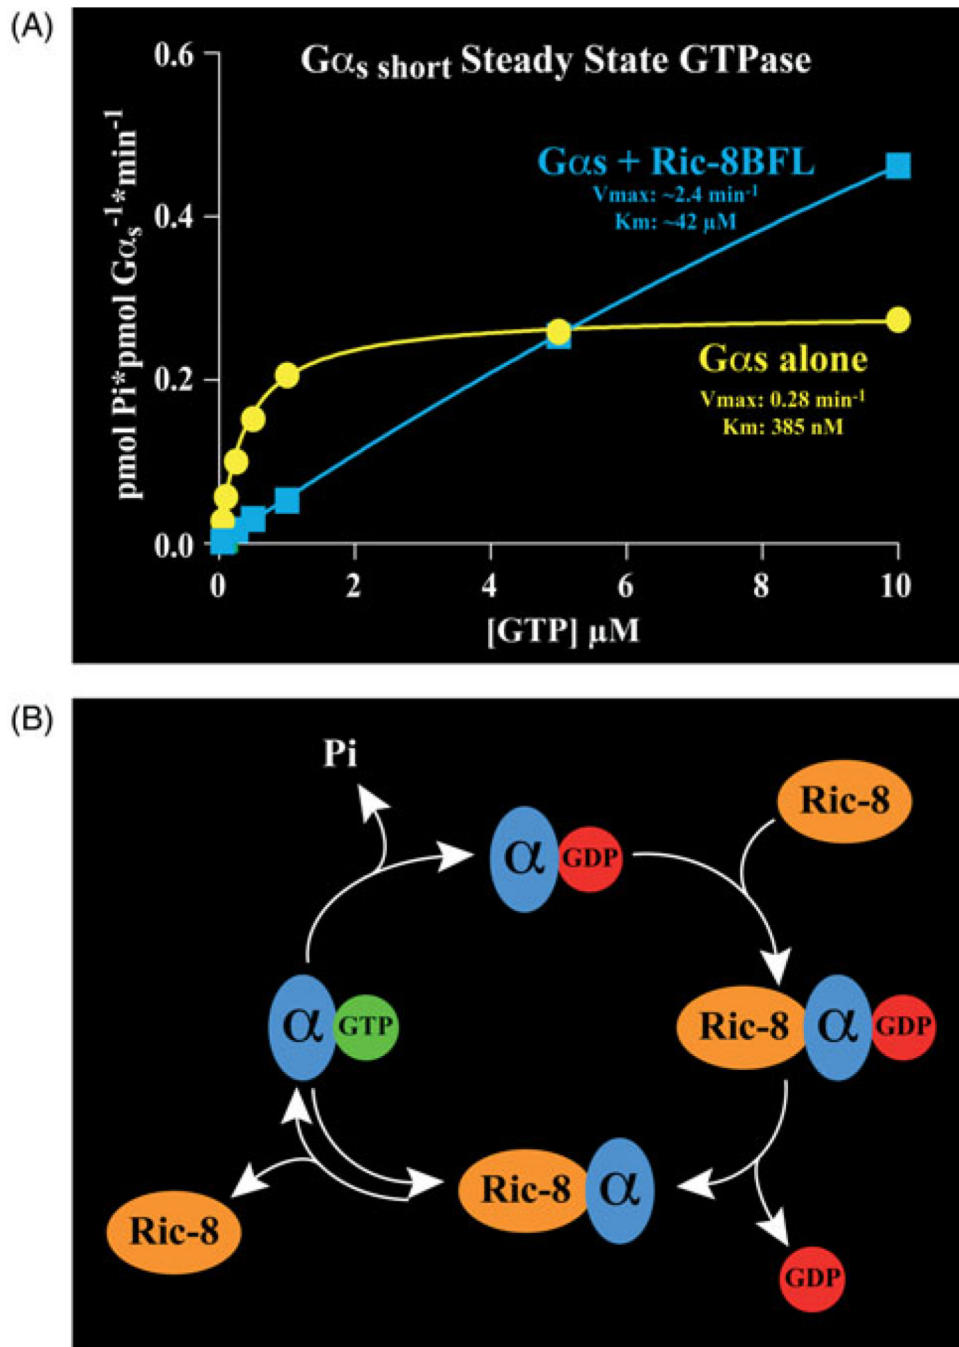 (A)
Gαs short Steady State GTPase
pmol Pi*pmol Gαs⁻¹*min⁻¹
0.6
0.4
0.2
0.0
Gαs + Ric-8BFL
Vmax: ~2.4 min⁻¹
Km: ~42 µM
Gαs alone
Vmax: 0.28 min⁻¹
Km: 385 nM
0 2 4 6 8 10
[GTP] µM
(B)
Pi
Ric-8
α GDP
α GTP
Ric-8 α GDP
Ric-8 α
Ric-8
GDP